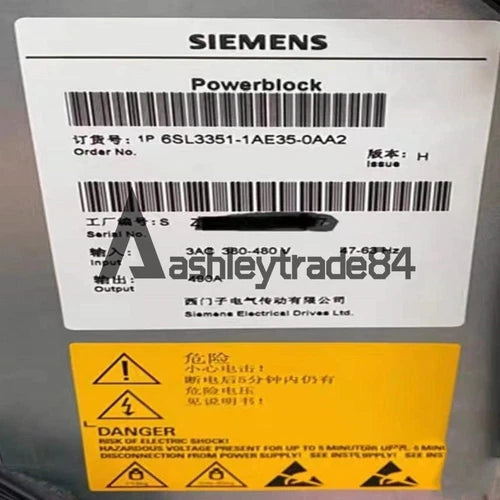 SIEMENS
Powerblock
订货号: 1P 6SL3351-1AE35-0AA2
Order No.
版本: H
Issue
工厂编号: S Z 7
Serial No.
输入: 3AC 380-480 V 47-63 Hz
Input
ashleytrade84
输出: 490A
Output
西门子电气传动有限公司
Siemens Electrical Drives Ltd.
危险
小心电击!
断电后5分钟内仍有
危险电压
见说明书!
DANGER
RISK OF ELECTRIC SHOCK!
HAZARDOUS VOLTAGE PRESENT FOR UP TO 5 MINUTES
DISCONNECTION FROM POWER SUPPLY! SEE INSTR